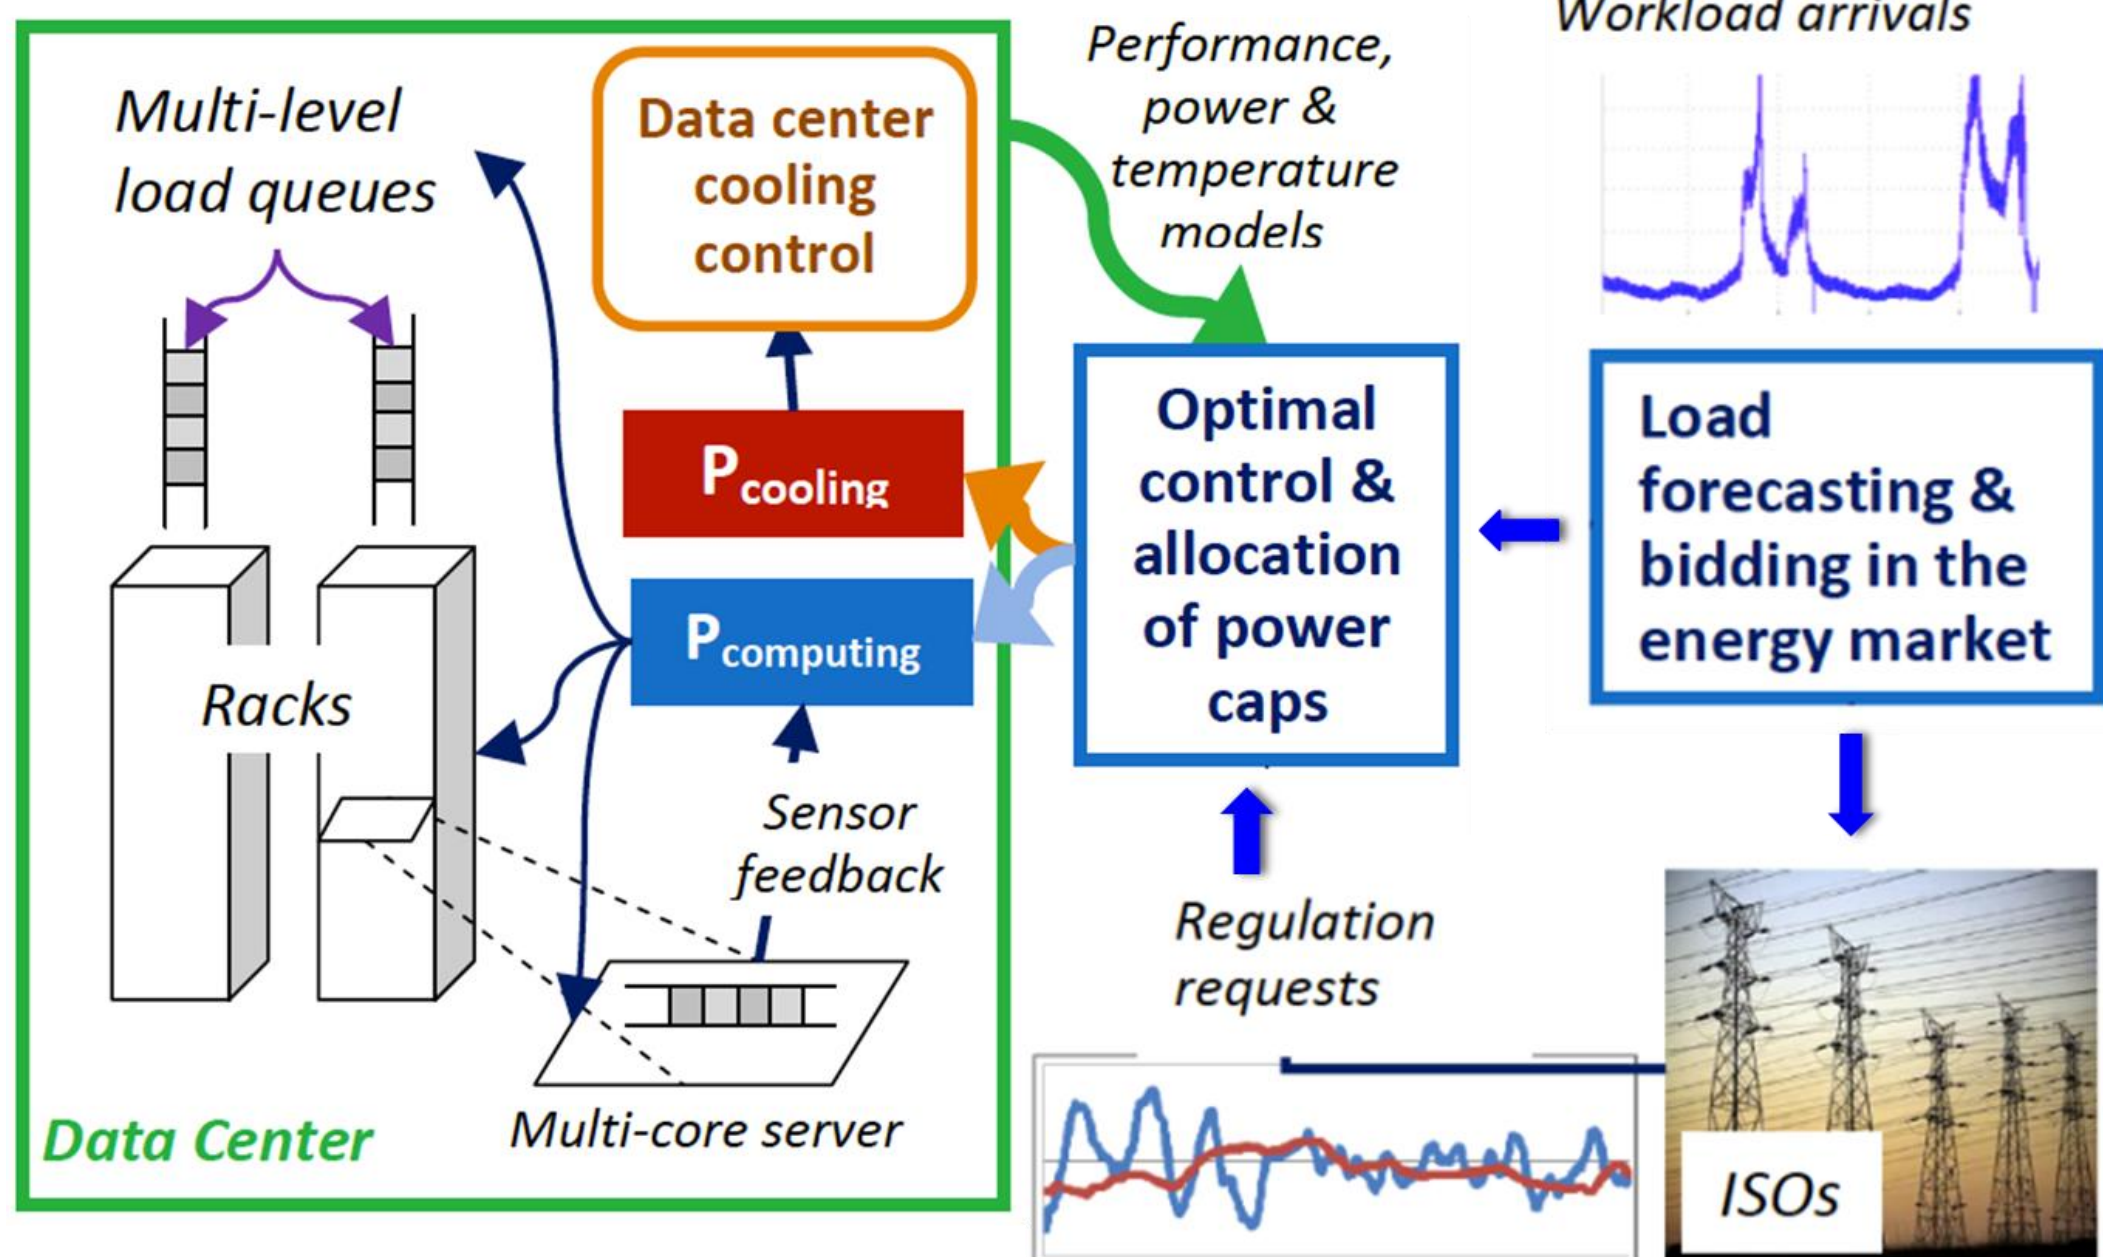 Multi-level
load queues
Data center
cooling
control
Performance,
power &
temperature
models
Workload arrivals
Pcooling
Pcomputing
Optimal
control &
allocation
of power
caps
Load
forecasting &
bidding in the
energy market
Racks
Sensor
feedback
Regulation
requests
Data Center
Multi-core server
ISOs